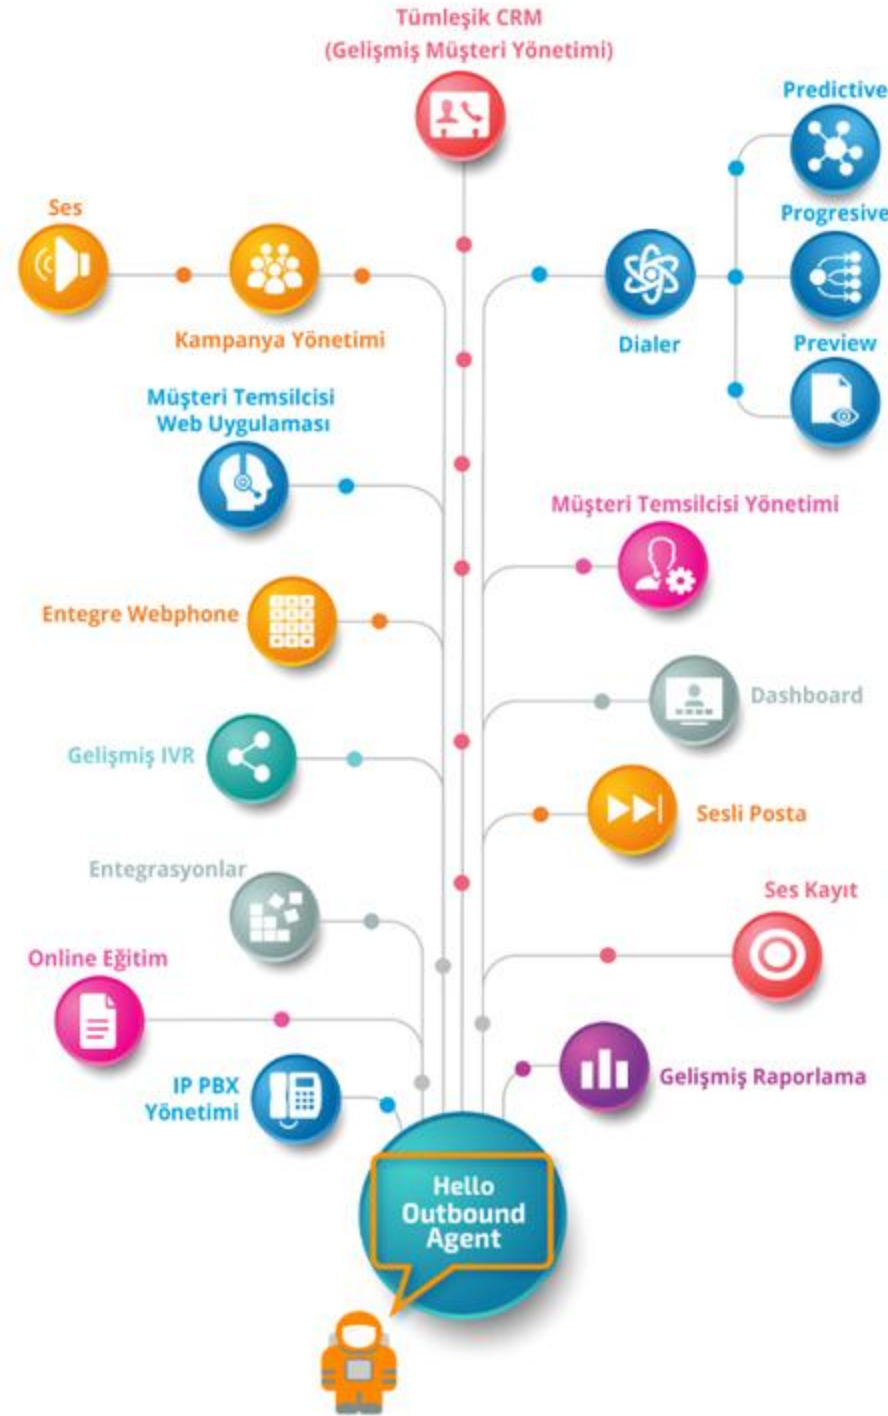 Tümleşik CRM
(Gelişmiş Müşteri Yönetimi)
Predictive
Ses
Progresive
Kampanya Yönetimi
Dialer
Preview
Müşteri Temsilcisi
Web Uygulaması
Müşteri Temsilcisi Yönetimi
Entegre Webphone
Dashboard
Gelişmiş IVR
Sesli Posta
Entegrasyonlar
Ses Kayıt
Online Eğitim
Gelişmiş Raporlama
IP PBX
Yönetimi
Hello
Outbound
Agent